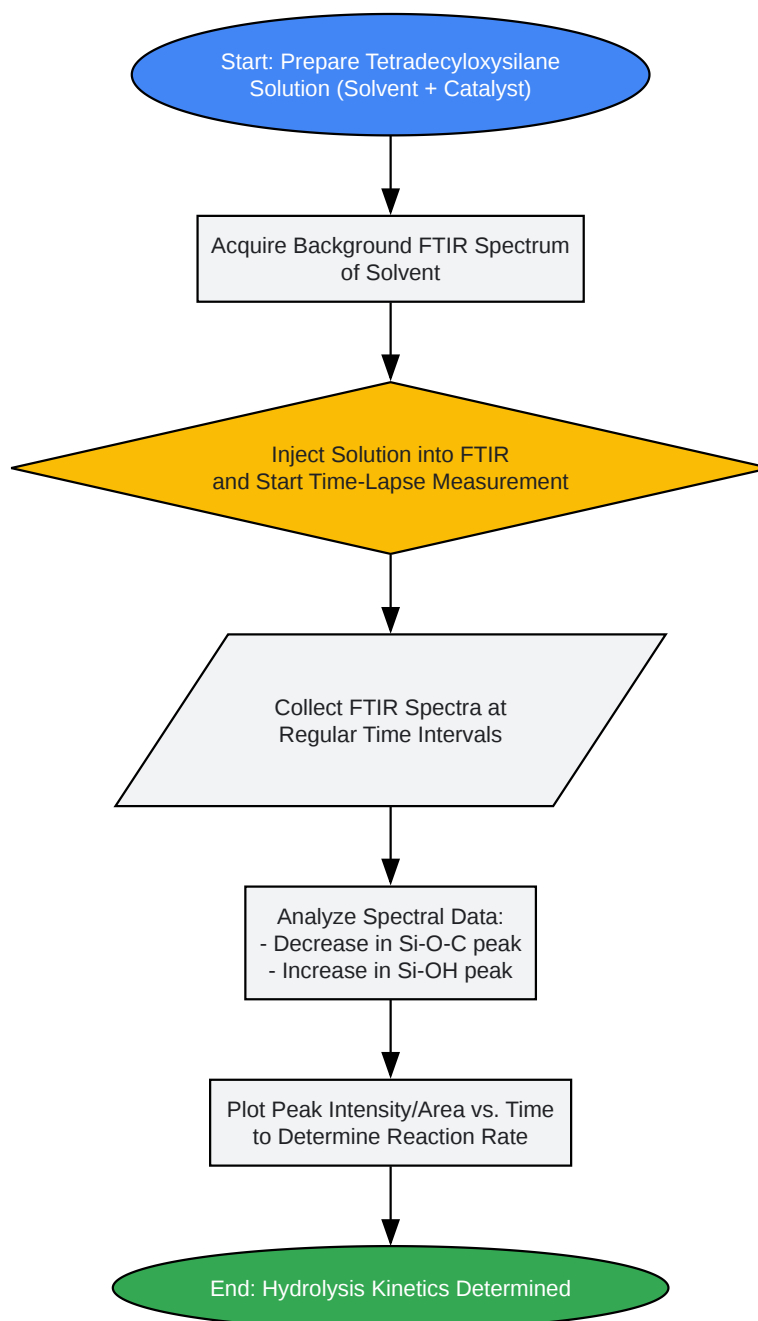 Start: Prepare Tetradecyloxysilane
Solution (Solvent + Catalyst)
Acquire Background FTIR Spectrum
of Solvent
Inject Solution into FTIR
and Start Time-Lapse Measurement
Collect FTIR Spectra at
Regular Time Intervals
Analyze Spectral Data:
- Decrease in Si-O-C peak
- Increase in Si-OH peak
Plot Peak Intensity/Area vs. Time
to Determine Reaction Rate
End: Hydrolysis Kinetics Determined